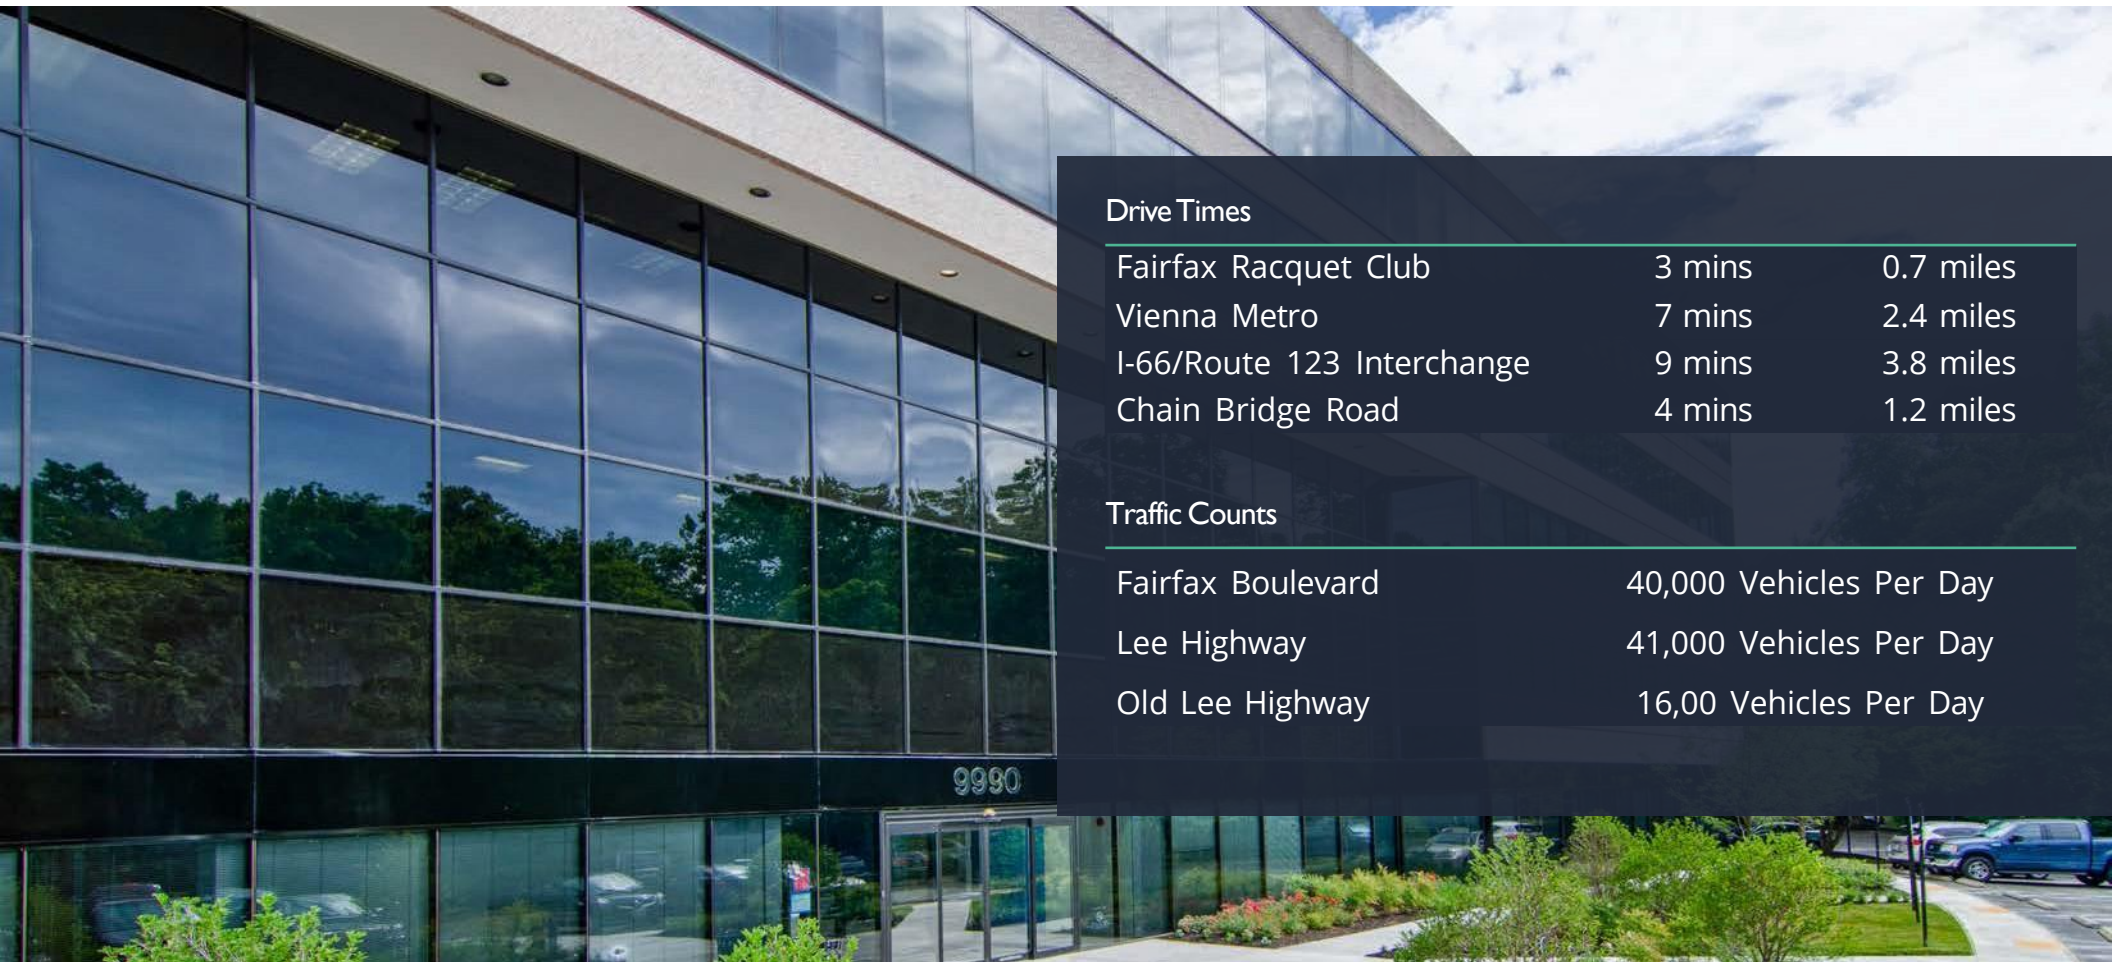 Drive Times
Fairfax Racquet Club 3 mins 0.7 miles
Vienna Metro 7 mins 2.4 miles
I-66/Route 123 Interchange 9 mins 3.8 miles
Chain Bridge Road 4 mins 1.2 miles
Traffic Counts
Fairfax Boulevard 40,000 Vehicles Per Day
Lee Highway 41,000 Vehicles Per Day
Old Lee Highway 16,00 Vehicles Per Day
9990